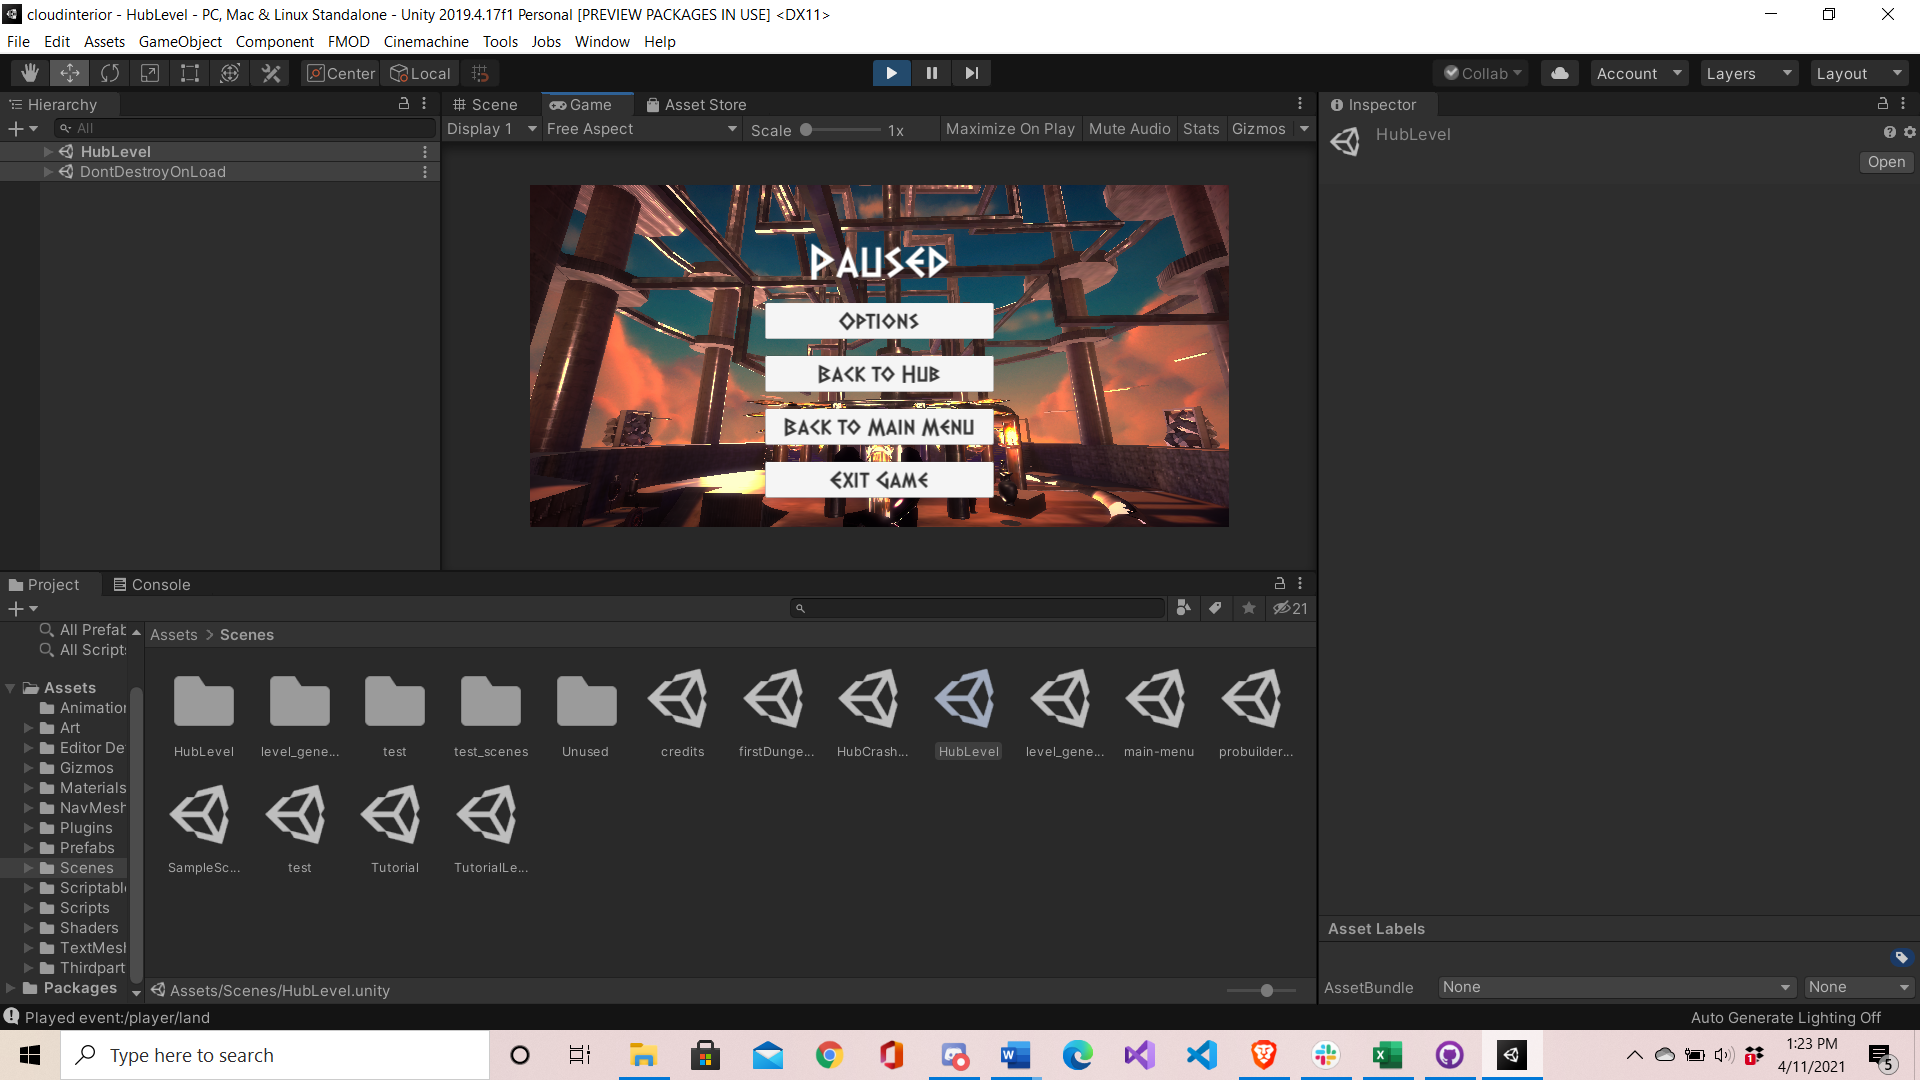 cloudinterior - HubLevel - PC, Mac & Linux Standalone - Unity 2019.4.17f1 Personal [PREVIEW PACKAGES IN USE] <DX11>
File Edit Assets GameObject Component FMOD Cinemachine Tools Jobs Window Help
Center Local Collab Account Layers Layout
Hierarchy
All
HubLevel
DontDestroyOnLoad
Scene Game Asset Store
Display 1 Free Aspect Scale 1x Maximize On Play Mute Audio Stats Gizmos
PAUSED
OPTIONS
BACK TO HUB
BACK TO MAIN MENU
EXIT GAME
Inspector
HubLevel
Open
Project Console
21
All Prefab
All Scripts
Assets
Animation
Art
Editor De
Gizmos
Materials
NavMesh
Plugins
Prefabs
Scenes
Scriptable
Scripts
Shaders
TextMesh
Thirdpart
Packages
Assets > Scenes
HubLevel level_gene... test test_scenes Unused credits firstDunge... HubCrash... HubLevel level_gene... main-menu probuilder...
SampleSc... test Tutorial TutorialLe...
Assets/Scenes/HubLevel.unity
Asset Labels
AssetBundle None None
Played event:/player/land
Auto Generate Lighting Off
Type here to search
1:23 PM
4/11/2021
5